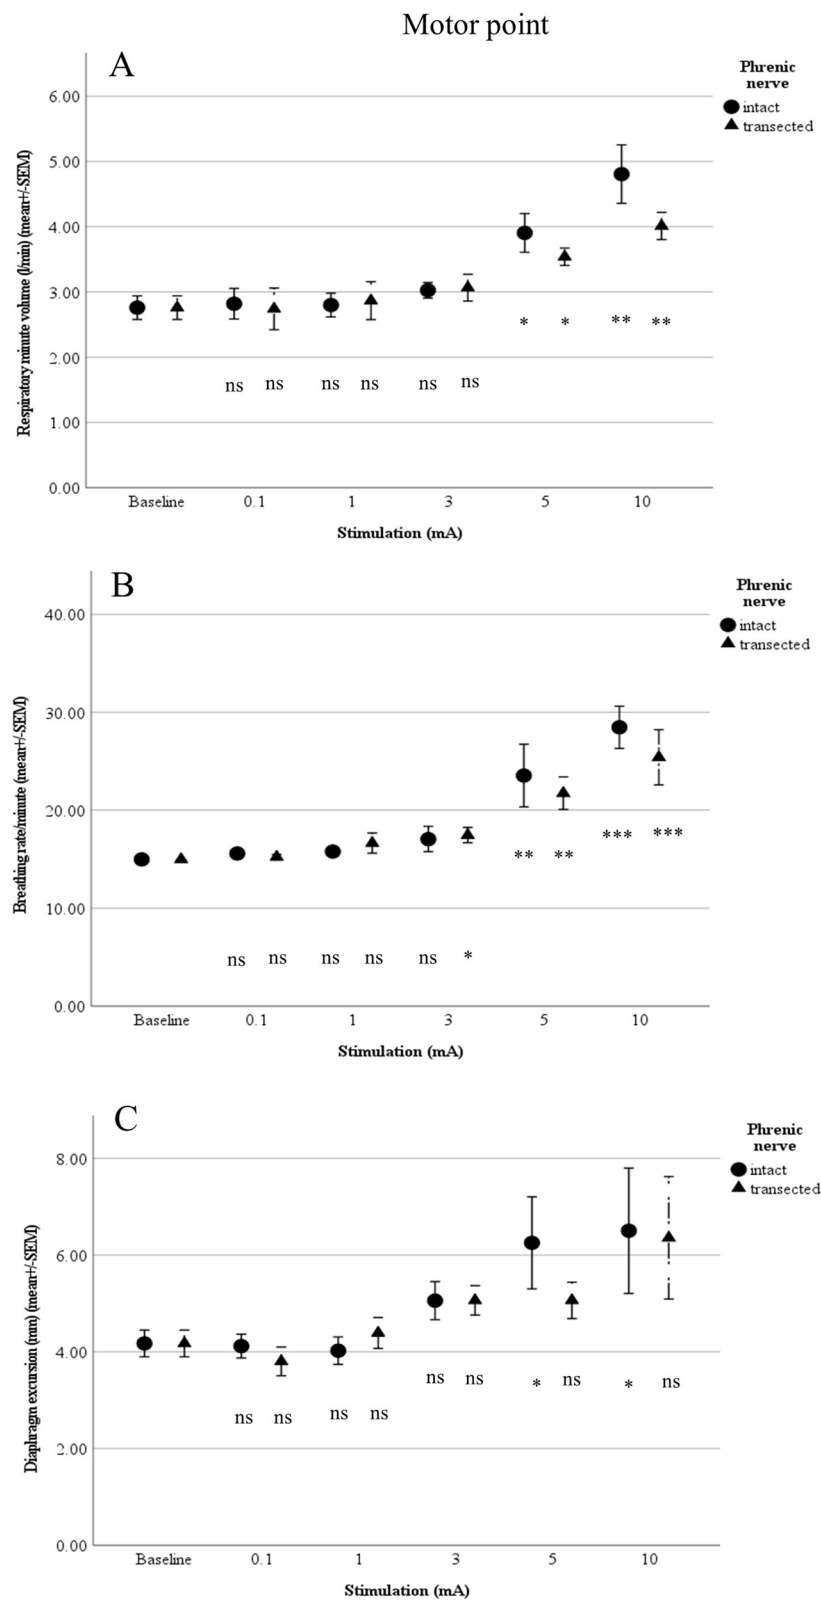 Motor point
A
Phrenic
nerve
intact
transected
Respiratory minute volume (l/min) (mean+/-SEM)
6.00
5.00
4.00
3.00
2.00
1.00
0.00
* * ** **
ns ns ns ns ns ns
Baseline 0.1 1 3 5 10
Stimulation (mA)
B
Phrenic
nerve
intact
transected
Breathing rate/minute (mean+/-SEM)
40.00
30.00
20.00
10.00
0.00
** ** *** ***
ns ns ns ns ns *
Baseline 0.1 1 3 5 10
Stimulation (mA)
C
Phrenic
nerve
intact
transected
Diaphragm excursion (mm) (mean+/-SEM)
8.00
6.00
4.00
2.00
0.00
ns ns * ns * ns
ns ns ns ns
Baseline 0.1 1 3 5 10
Stimulation (mA)